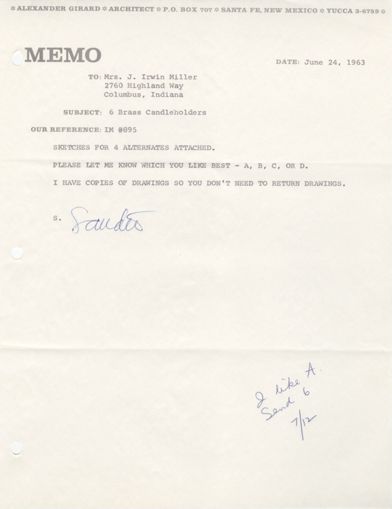 ALEXANDER GIRARD ARCHITECT P.O. BOX 707 SANTA FE, NEW MEXICO YUCCA 3-6789
MEMO
DATE: June 24, 1963
TO: Mrs. J. Irwin Miller
2760 Highland Way
Columbus, Indiana
SUBJECT: 6 Brass Candleholders
OUR REFERENCE: IM @895
SKETCHES FOR 4 ALTERNATES ATTACHED.
PLEASE LET ME KNOW WHICH YOU LIKE BEST - A, B, C, OR D.
I HAVE COPIES OF DRAWINGS SO YOU DON'T NEED TO RETURN DRAWINGS.
S. Sandro
I like A.
Send 6
7/12